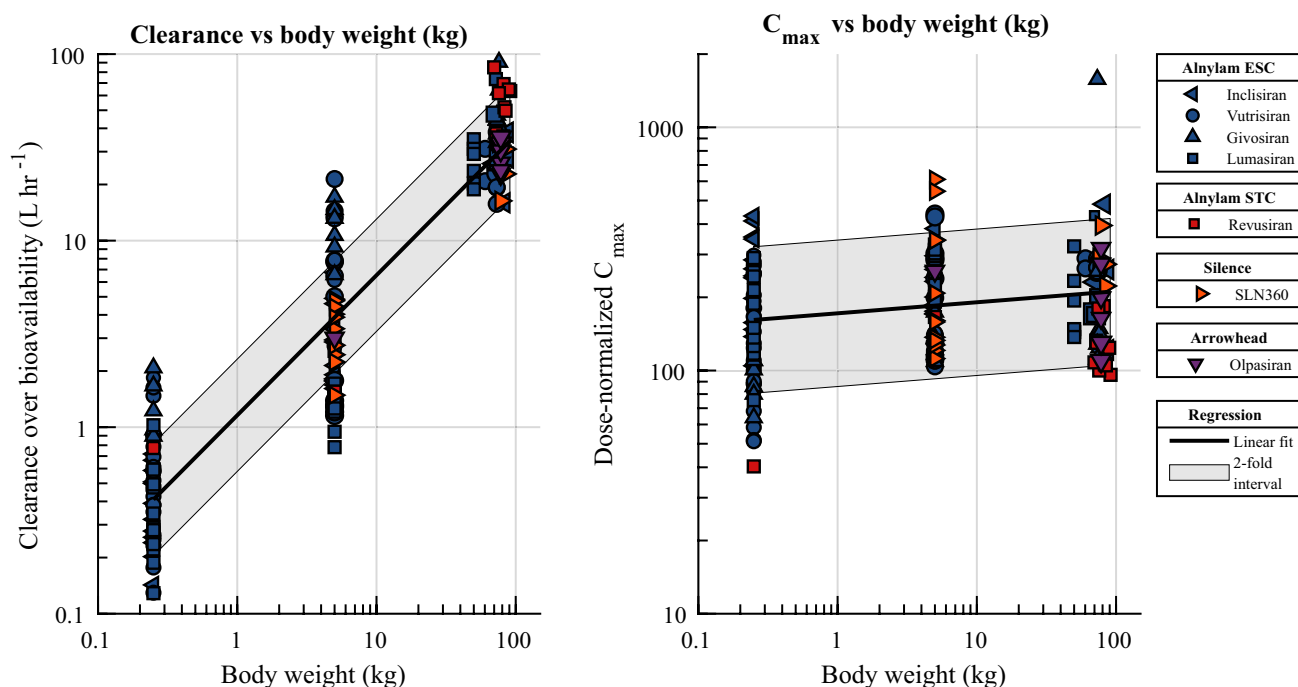 Clearance vs body weight (kg)
100
10
1
0.1
0.1
1
10
100
Clearance over bioavailability (L hr⁻¹)
Body weight (kg)
Cmax vs body weight (kg)
1000
100
10
0.1
1
10
100
Dose-normalized Cmax
Body weight (kg)
Alnylam ESC
Inclisiran
Vutrisiran
Givosiran
Lumasiran
Alnylam STC
Revusiran
Silence
SLN360
Arrowhead
Olpasiran
Regression
Linear fit
2-fold
interval